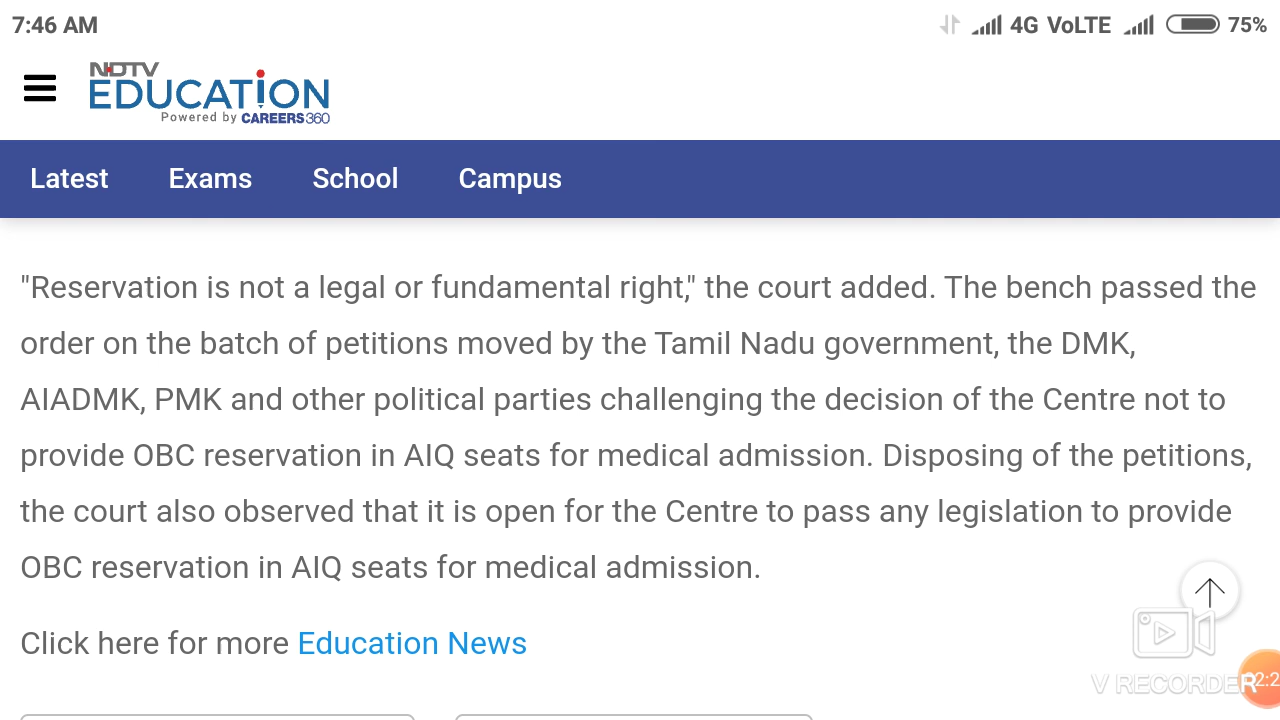 7:46 AM 4G VoLTE 75%
NDTV
EDUCATION
Powered by CAREERS360
Latest Exams School Campus
"Reservation is not a legal or fundamental right," the court added. The bench passed the
order on the batch of petitions moved by the Tamil Nadu government, the DMK,
AIADMK, PMK and other political parties challenging the decision of the Centre not to
provide OBC reservation in AIQ seats for medical admission. Disposing of the petitions,
the court also observed that it is open for the Centre to pass any legislation to provide
OBC reservation in AIQ seats for medical admission.
Click here for more Education News
V RECORDER